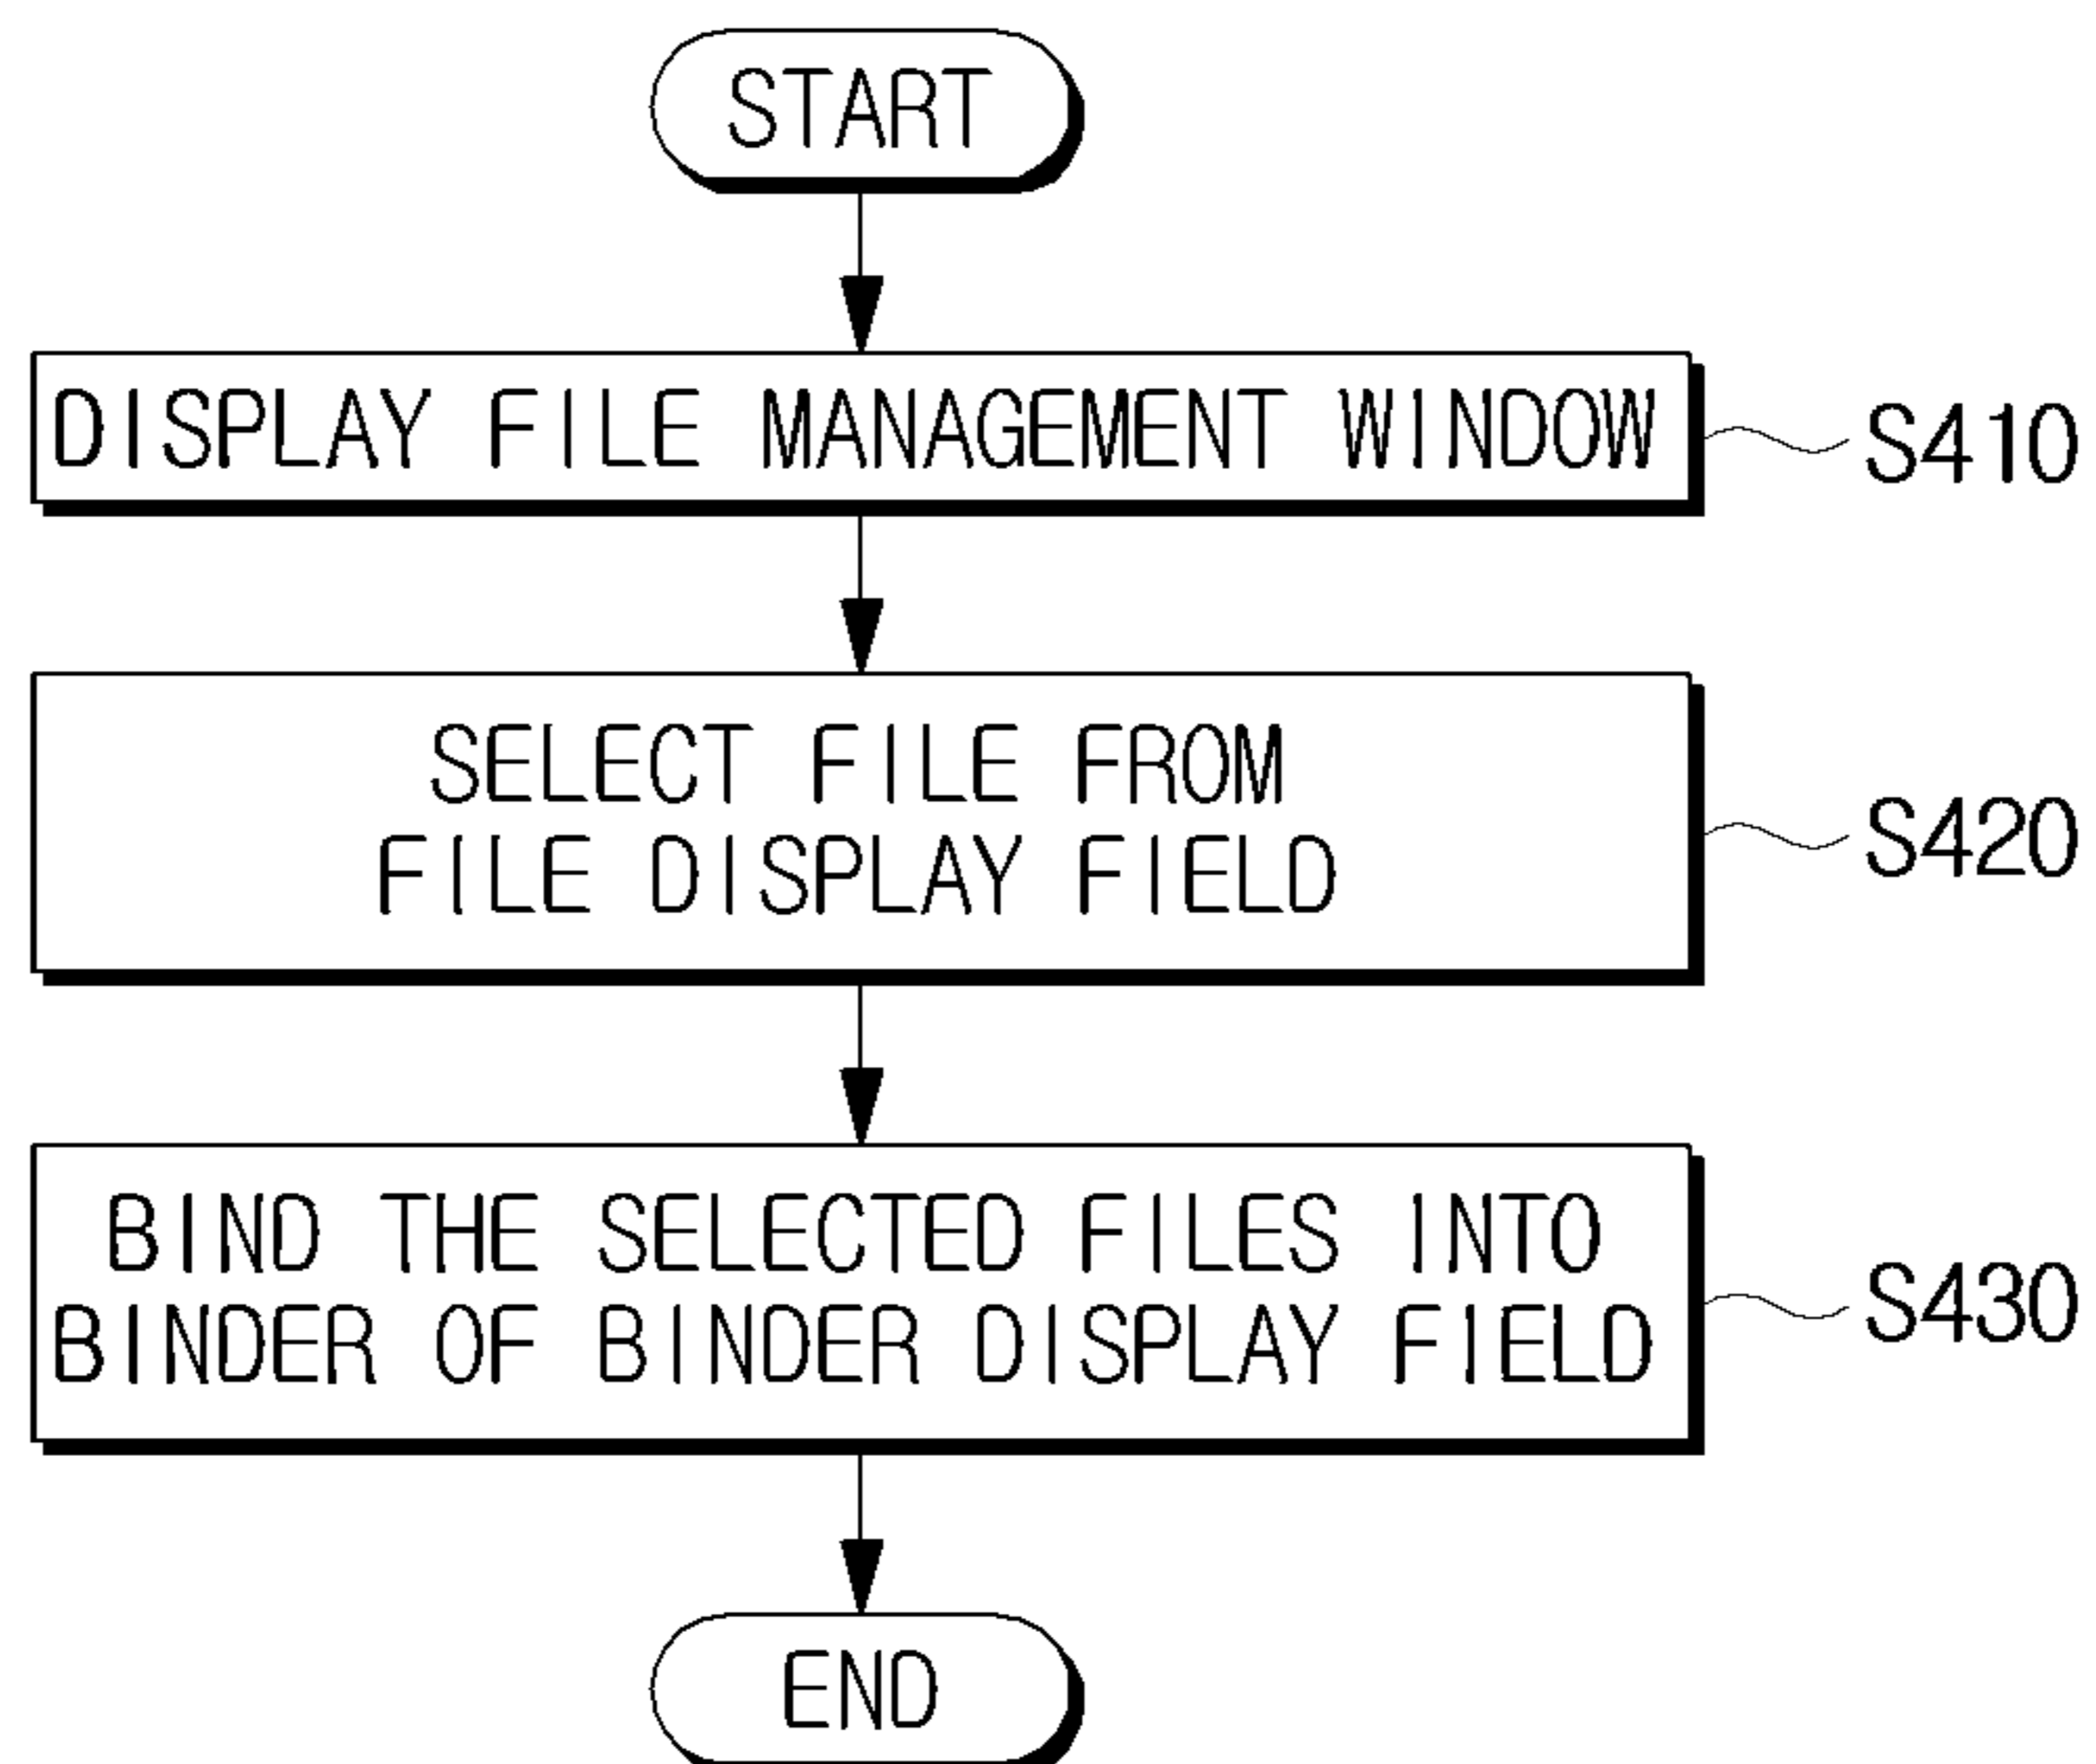 START
DISPLAY FILE MANAGEMENT WINDOW
S410
SELECT FILE FROM
FILE DISPLAY FIELD
S420
BIND THE SELECTED FILES INTO
BINDER OF BINDER DISPLAY FIELD
S430
END